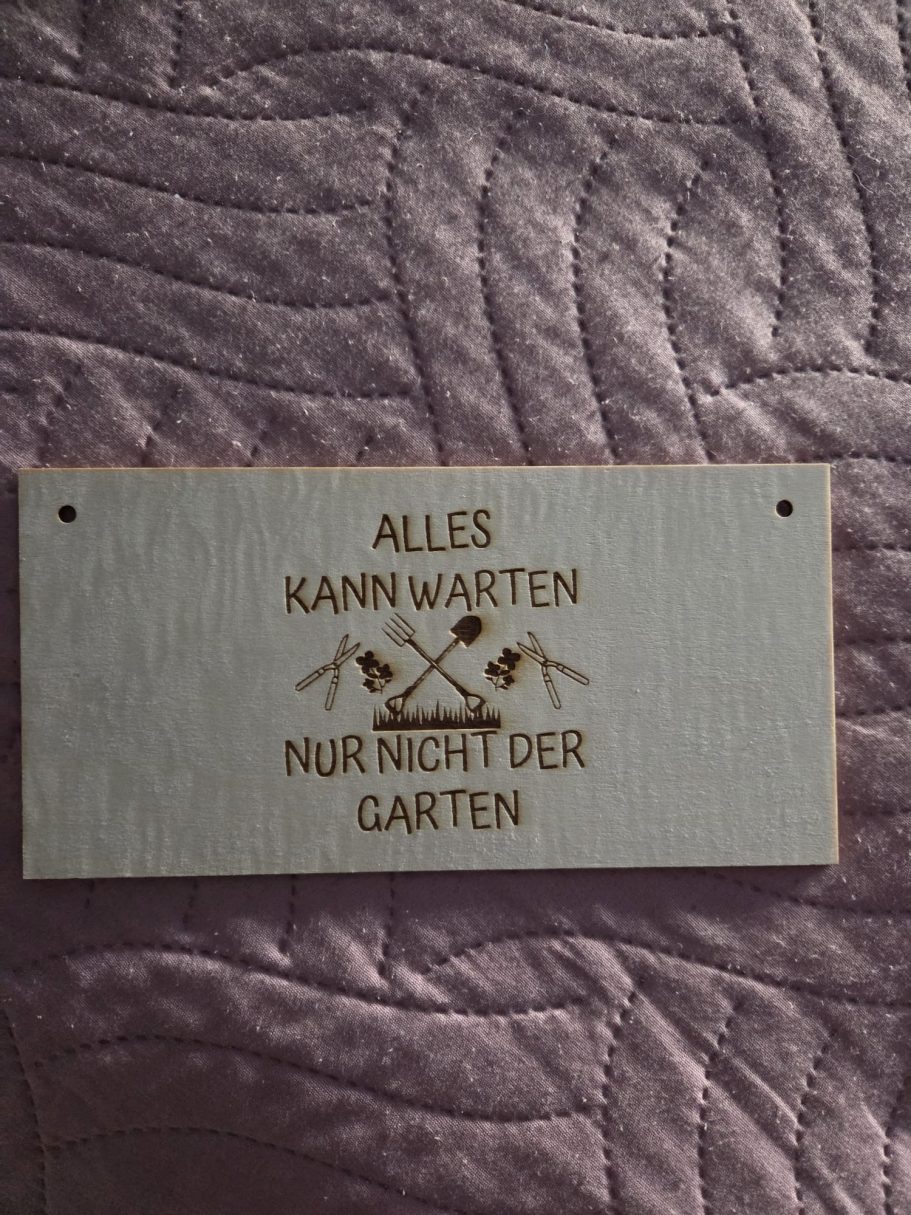 ALLES
KANN WARTEN
NUR NICHT DER
GARTEN